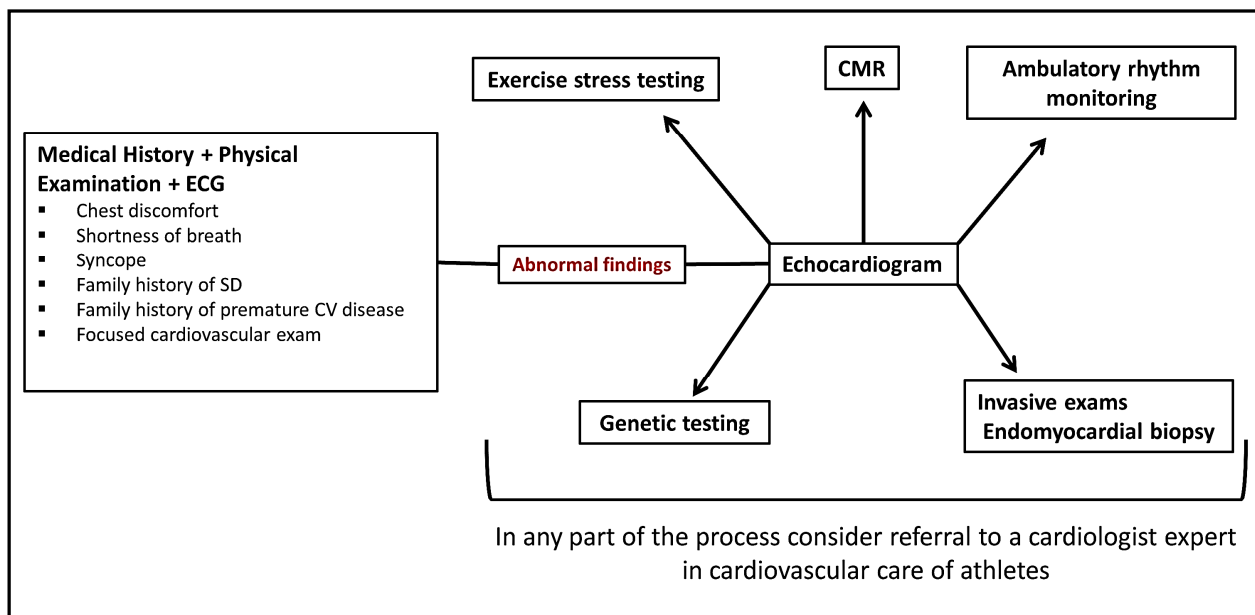 Exercise stress testing
CMR
Ambulatory rhythm
monitoring
Medical History + Physical
Examination + ECG
▪ Chest discomfort
▪ Shortness of breath
▪ Syncope
▪ Family history of SD
▪ Family history of premature CV disease
▪ Focused cardiovascular exam
Abnormal findings
Echocardiogram
Genetic testing
Invasive exams
Endomyocardial biopsy
In any part of the process consider referral to a cardiologist expert
in cardiovascular care of athletes